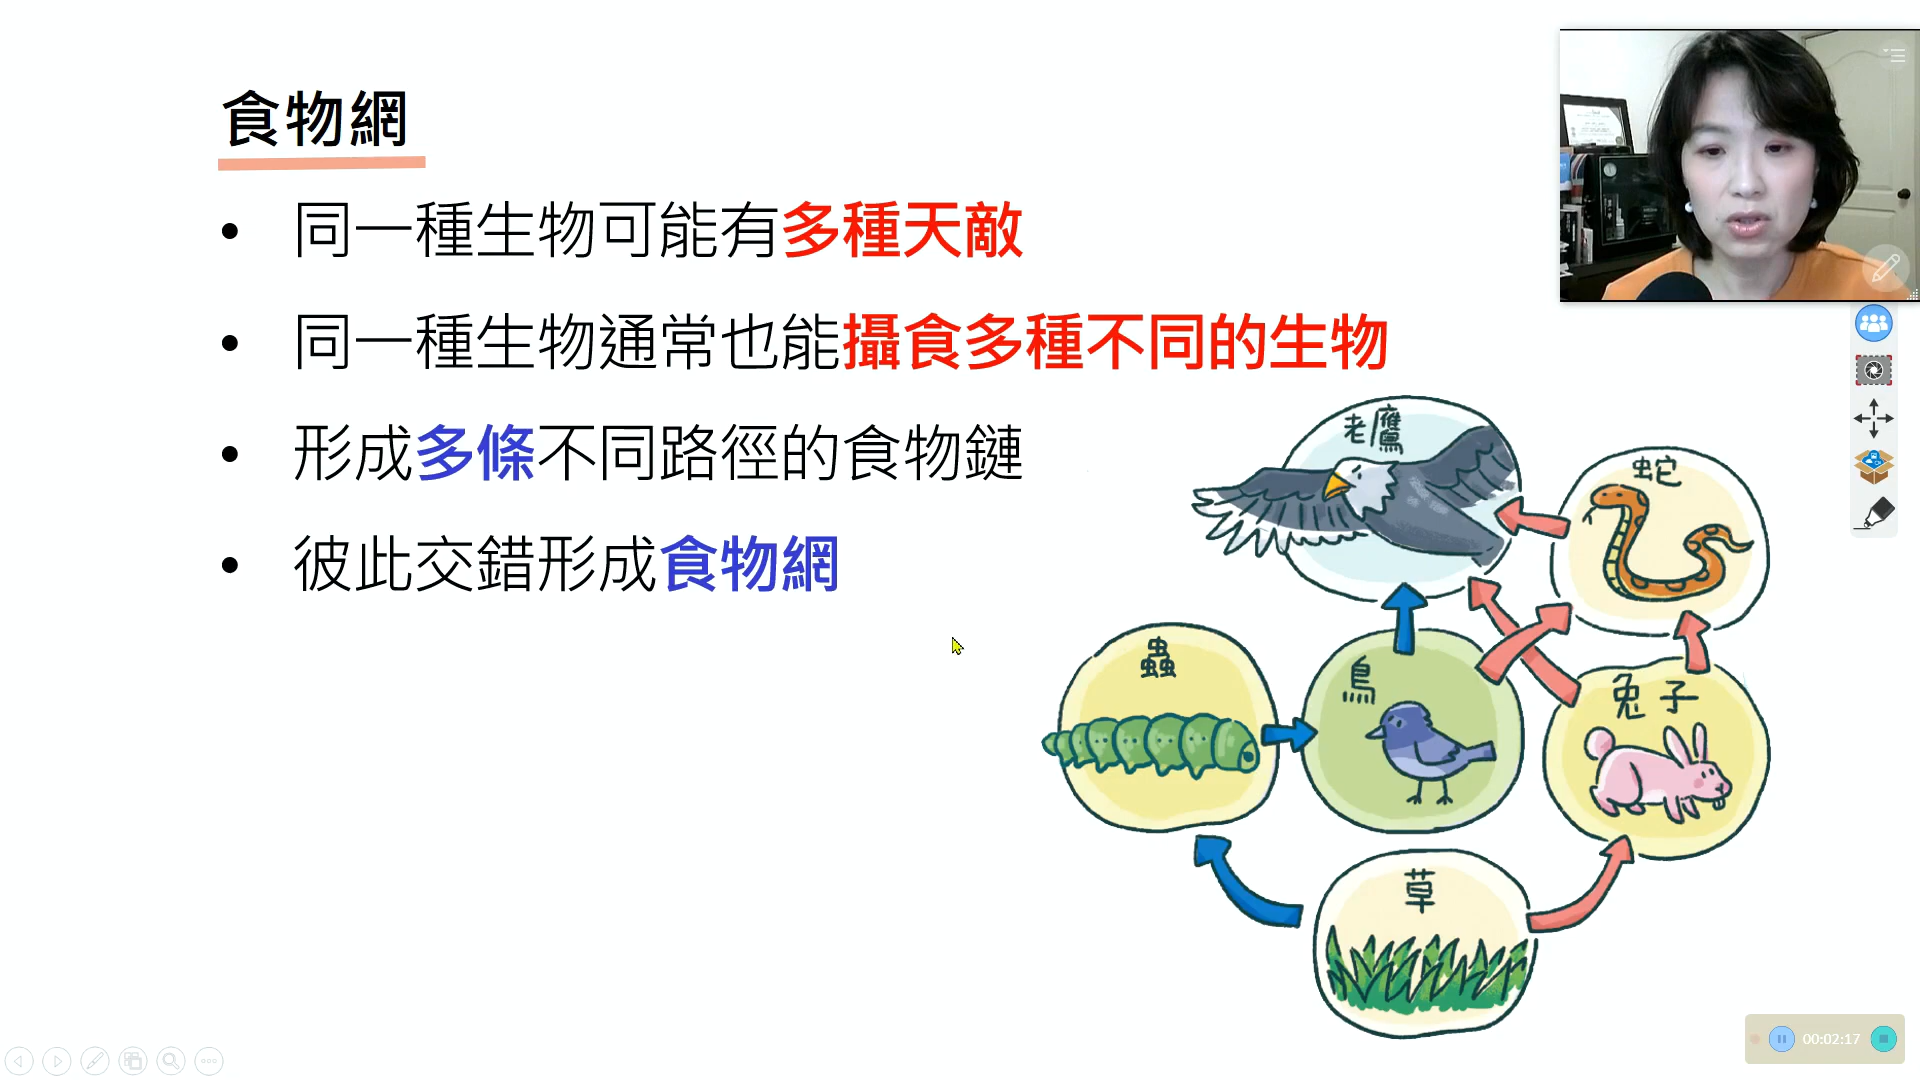 食物網
• 同一種生物可能有多種天敵
• 同一種生物通常也能攝食多種不同的生物
• 形成多條不同路徑的食物鏈
• 彼此交錯形成食物網
老鷹
蛇
蟲
鳥
兔子
草
00:02:17